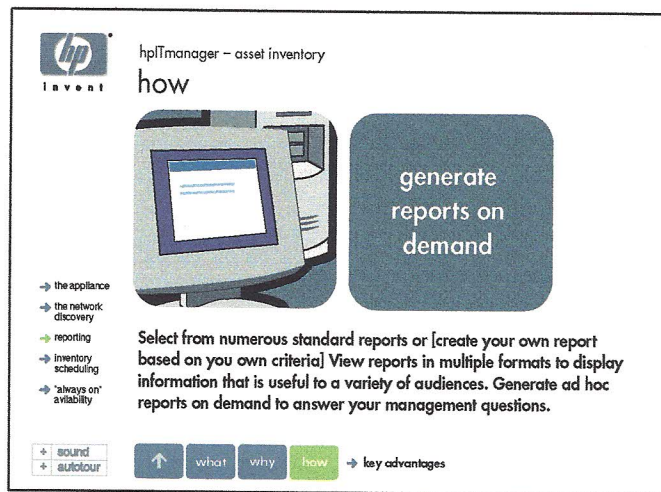 hp
invent
hpITmanager – asset inventory
how
generate
reports on
demand
the appliance
the network
discovery
reporting
inventory
scheduling
"always on"
avilability
Select from numerous standard reports or [create your own report
based on you own criteria] View reports in multiple formats to display
information that is useful to a variety of audiences. Generate ad hoc
reports on demand to answer your management questions.
+ sound
+ autotour
what
why
how
key advantages